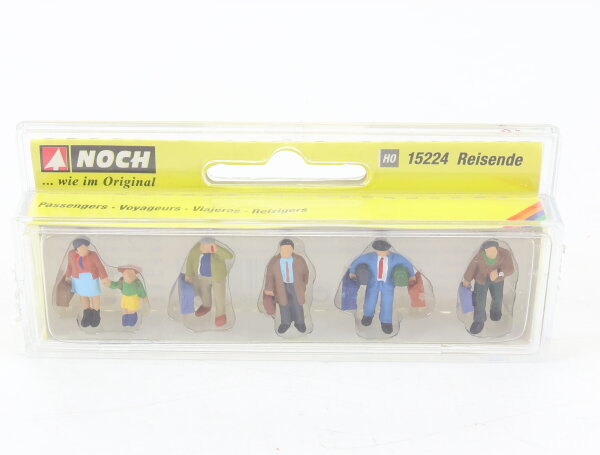 NOCH
... wie im Original
H0 15224 Reisende
Passengers - Voyageurs - Viajeros - Reizigers